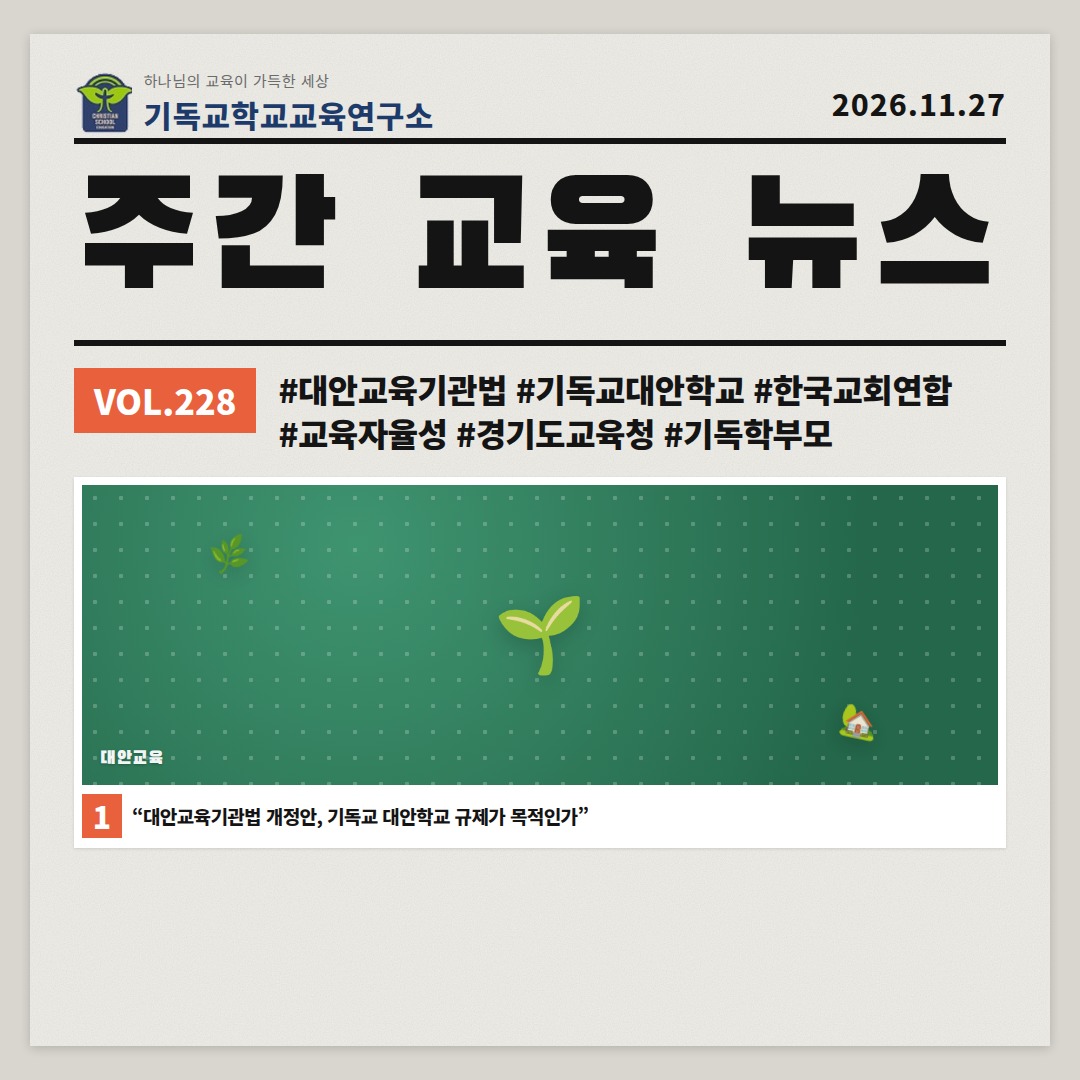 하나님의 교육이 가득한 세상
기독교학교교육연구소
CHRISTIAN
SCHOOL
2026.11.27
주간 교육 뉴스
VOL.228
#대안교육기관법 #기독교대안학교 #한국교회연합
#교육자율성 #경기도교육청 #기독학부모
대안교육
1 “대안교육기관법 개정안, 기독교 대안학교 규제가 목적인가”